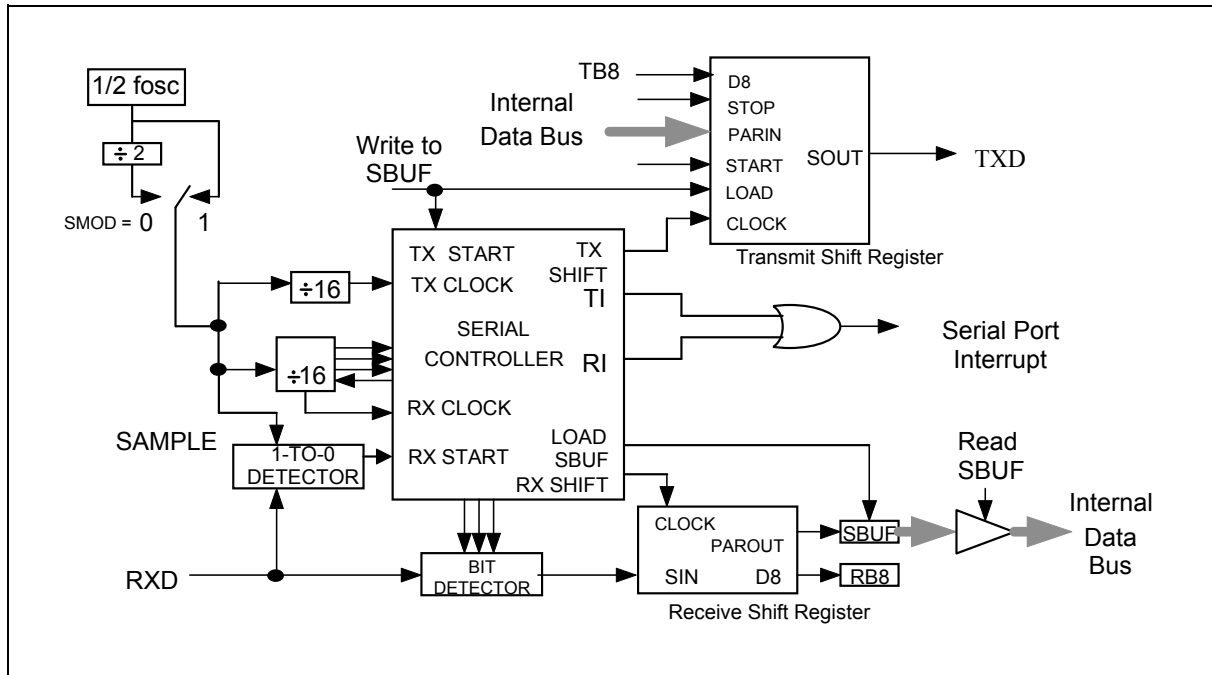 1/2 fosc
÷ 2
SMOD = 0 1
Write to
SBUF
TB8
Internal
Data Bus
D8
STOP
PARIN
START
LOAD
CLOCK
SOUT
TXD
Transmit Shift Register
÷16
÷16
TX START
TX CLOCK
SERIAL
CONTROLLER
RX CLOCK
RX START
TX
SHIFT
TI
RI
LOAD
SBUF
RX SHIFT
Serial Port
Interrupt
SAMPLE
1-TO-0
DETECTOR
RXD
BIT
DETECTOR
CLOCK
PAROUT
SIN D8
Receive Shift Register
SBUF
RB8
Read
SBUF
Internal
Data
Bus